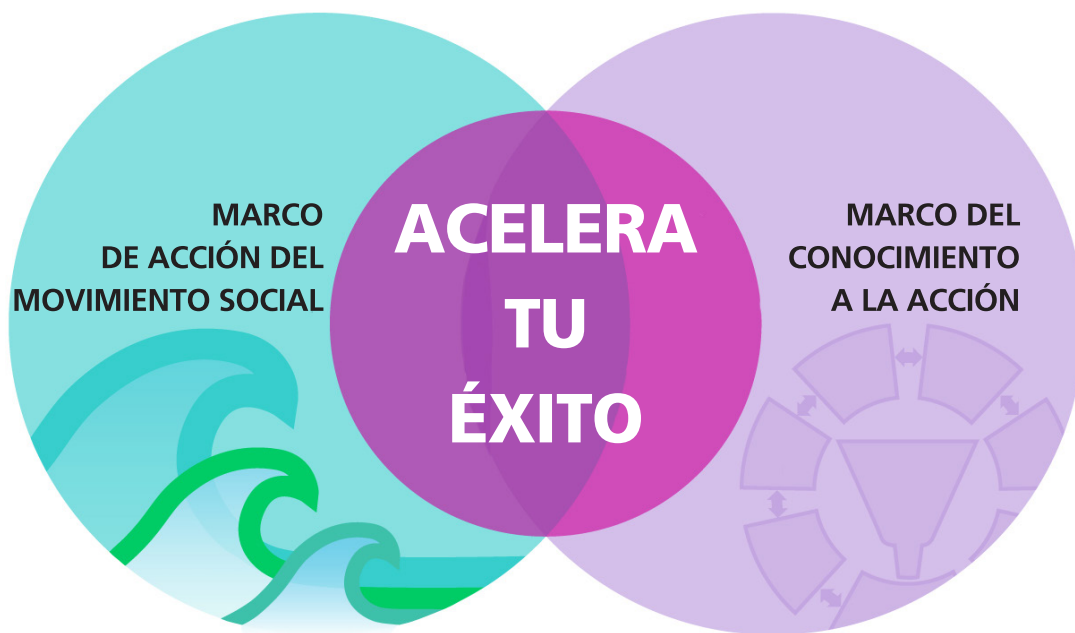 MARCO
DE ACCIÓN DEL
MOVIMIENTO SOCIAL
ACELERA
TU
ÉXITO
MARCO DEL
CONOCIMIENTO
A LA ACCIÓN